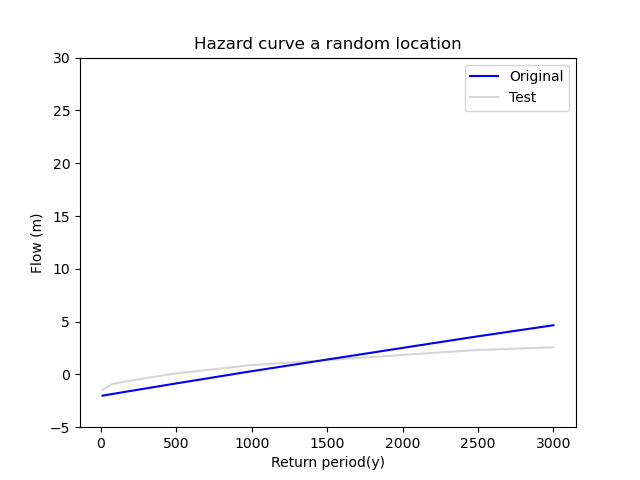 Hazard curve a random location
30
25
20
15
10
5
0
−5
Flow (m)
Original
Test
0 500 1000 1500 2000 2500 3000
Return period(y)